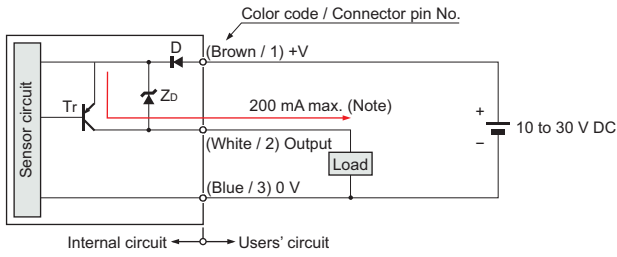 Color code / Connector pin No.
D
(Brown / 1) +V
Sensor circuit
Tr
ZD
200 mA max. (Note)
+
10 to 30 V DC
−
(White / 2) Output
Load
(Blue / 3) 0 V
Internal circuit
Users' circuit